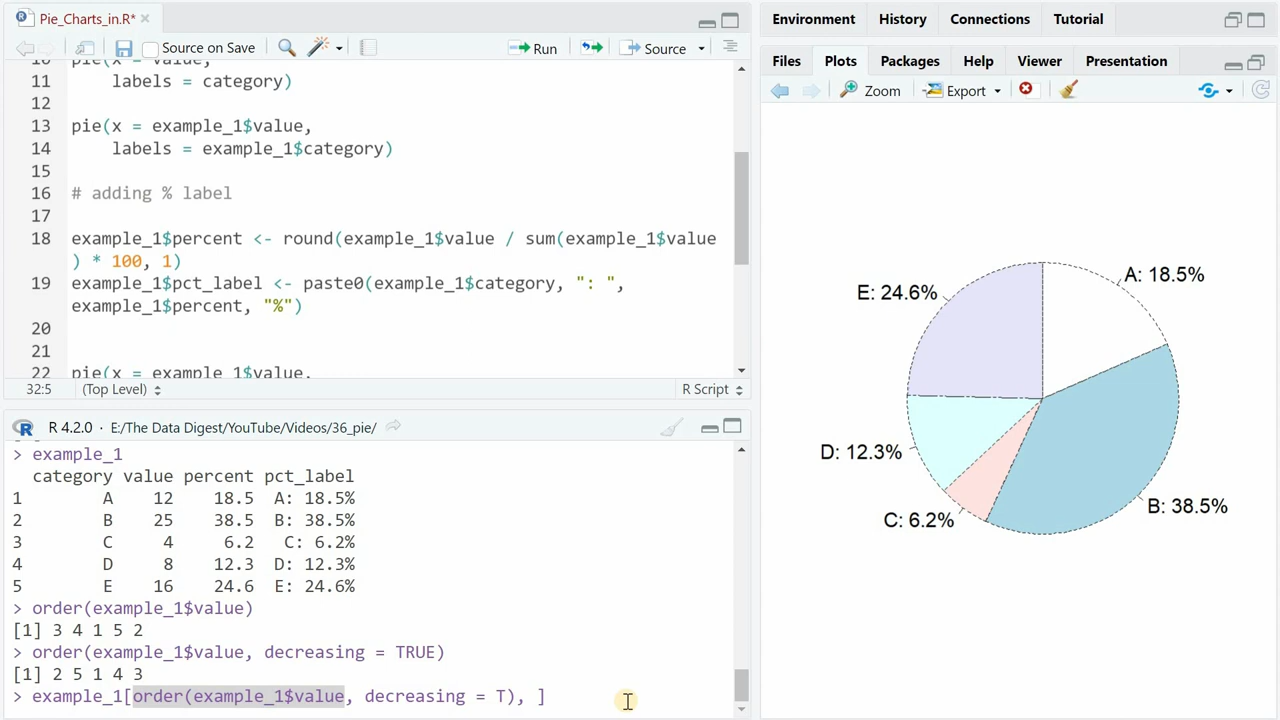 Pie_Charts_in.R*
Source on Save
Run
Source
10 pie(x = value,
11 labels = category)
12
13 pie(x = example_1$value,
14 labels = example_1$category)
15
16 # adding % label
17
18 example_1$percent <- round(example_1$value / sum(example_1$value
) * 100, 1)
19 example_1$pct_label <- paste0(example_1$category, ": ",
example_1$percent, "%")
20
21
22 pie(x = example_1$value,
32:5 (Top Level) R Script
R 4.2.0 · E:/The Data Digest/YouTube/Videos/36_pie/
> example_1
category value percent pct_label
1 A 12 18.5 A: 18.5%
2 B 25 38.5 B: 38.5%
3 C 4 6.2 C: 6.2%
4 D 8 12.3 D: 12.3%
5 E 16 24.6 E: 24.6%
> order(example_1$value)
[1] 3 4 1 5 2
> order(example_1$value, decreasing = TRUE)
[1] 2 5 1 4 3
> example_1[order(example_1$value, decreasing = T), ]
Environment History Connections Tutorial
Files Plots Packages Help Viewer Presentation
Zoom Export
A: 18.5%
E: 24.6%
D: 12.3%
B: 38.5%
C: 6.2%